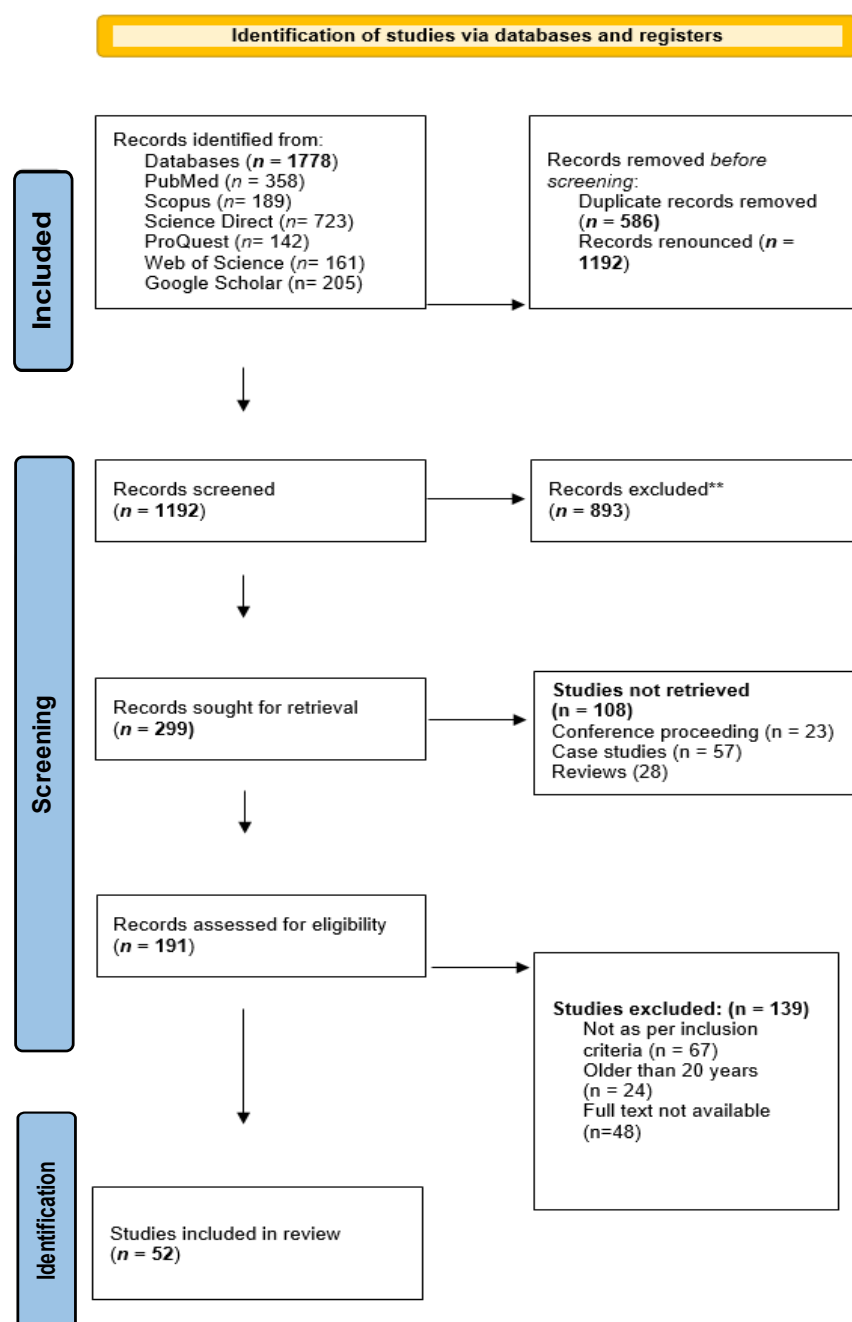 Identification of studies via databases and registers
Included
Records identified from:
Databases (n = 1778)
PubMed (n = 358)
Scopus (n= 189)
Science Direct (n= 723)
ProQuest (n= 142)
Web of Science (n= 161)
Google Scholar (n= 205)
Records removed before
screening:
Duplicate records removed
(n = 586)
Records renounced (n =
1192)
Screening
Records screened
(n = 1192)
Records excluded**
(n = 893)
Records sought for retrieval
(n = 299)
Studies not retrieved
(n = 108)
Conference proceeding (n = 23)
Case studies (n = 57)
Reviews (28)
Records assessed for eligibility
(n = 191)
Studies excluded: (n = 139)
Not as per inclusion
criteria (n = 67)
Older than 20 years
(n = 24)
Full text not available
(n=48)
Identification
Studies included in review
(n = 52)